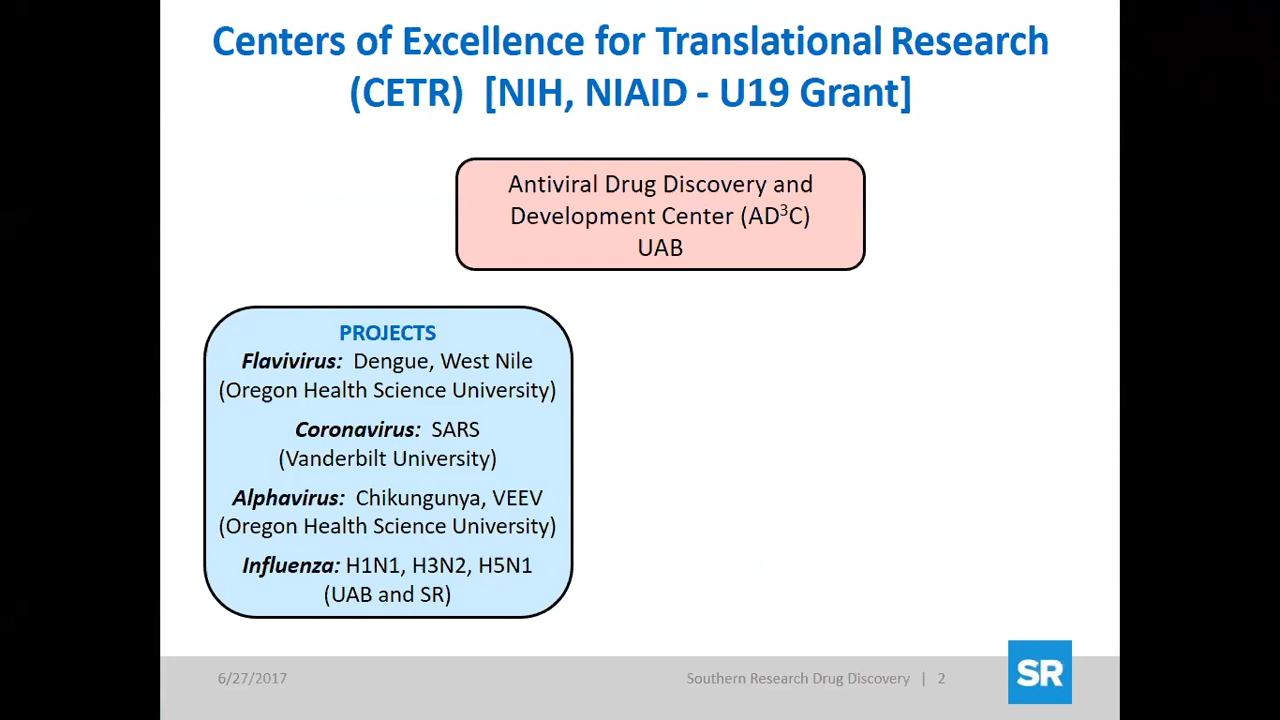 Centers of Excellence for Translational Research
(CETR) [NIH, NIAID - U19 Grant]
Antiviral Drug Discovery and
Development Center (AD³C)
UAB
PROJECTS
Flavivirus: Dengue, West Nile
(Oregon Health Science University)
Coronavirus: SARS
(Vanderbilt University)
Alphavirus: Chikungunya, VEEV
(Oregon Health Science University)
Influenza: H1N1, H3N2, H5N1
(UAB and SR)
6/27/2017
Southern Research Drug Discovery | 2
SR